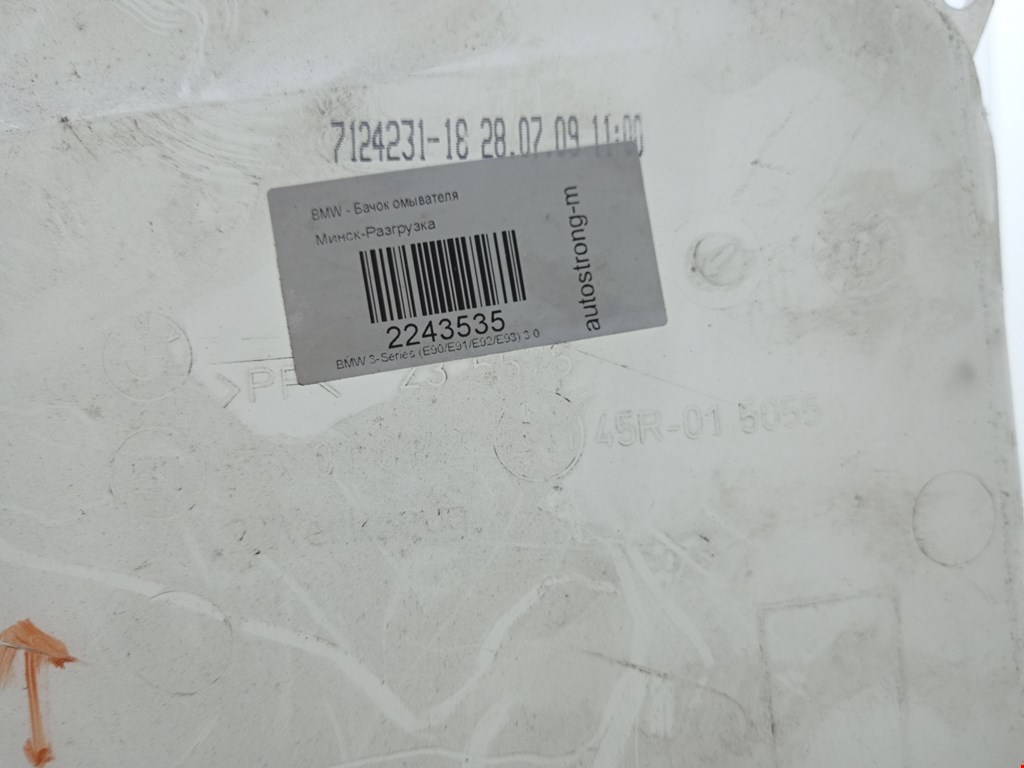 7124231-18 28.07.09 11:00
BMW - Бачок омывателя
Минск-Разгрузка
2243535
BMW 3-Series (E90/E91/E92/E93) 3.0
autostrong-m
45R-01 5055